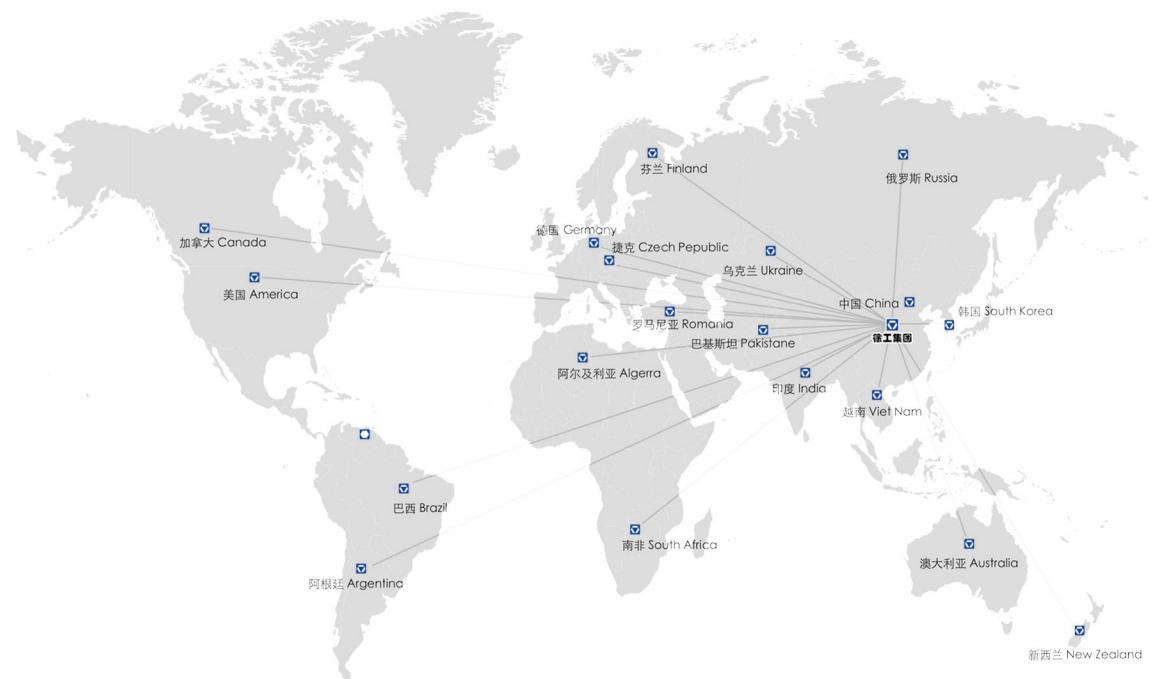 芬兰 Finland
俄罗斯 Russia
德国 Germany
加拿大 Canada
捷克 Czech Pepublic
乌克兰 Ukraine
美国 America
中国 China
韩国 South Korea
罗马尼亚 Romania
徐工集团
巴基斯坦 Pakistane
阿尔及利亚 Algerra
印度 India
越南 Viet Nam
巴西 Brazil
南非 South Africa
澳大利亚 Australia
阿根廷 Argentina
新西兰 New Zealand